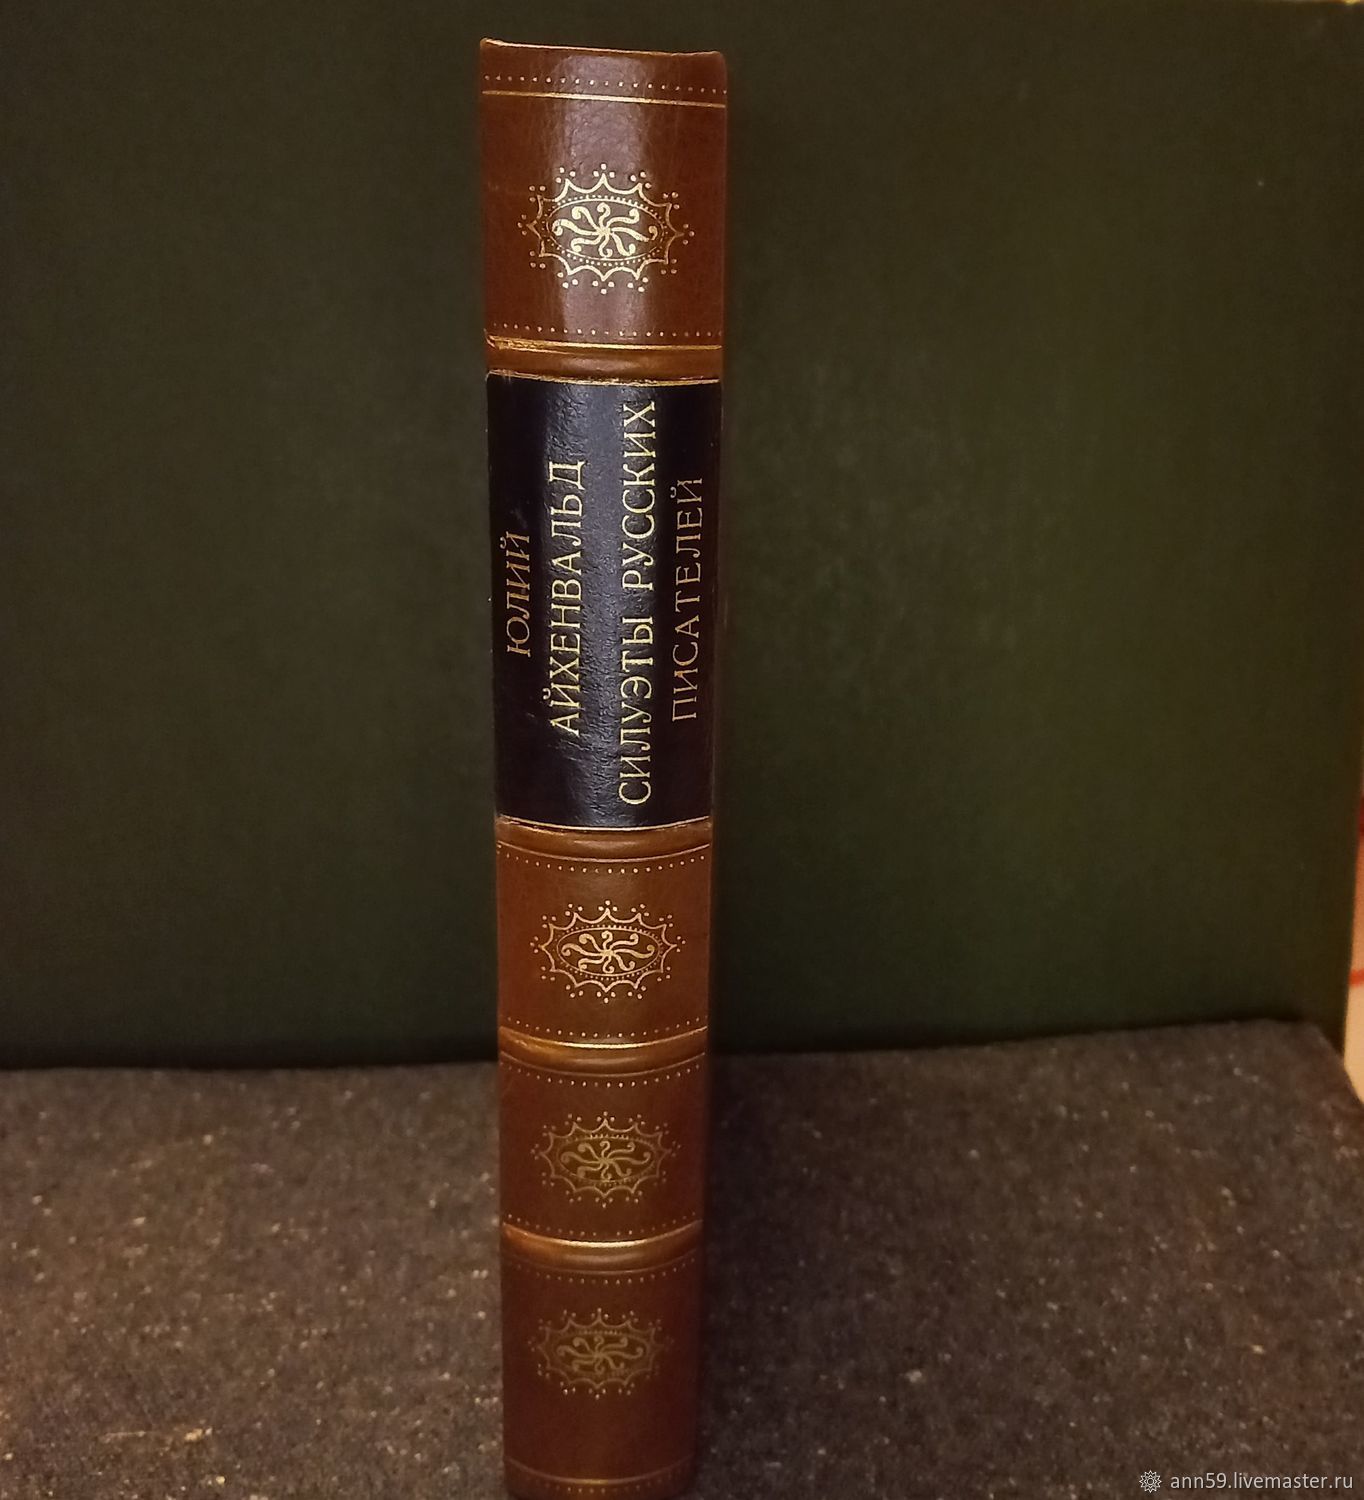 ЮЛИЙ
АЙХЕНВАЛЬД
СИЛУЭТЫ РУССКИХ
ПИСАТЕЛЕЙ
ann59.livemaster.ru